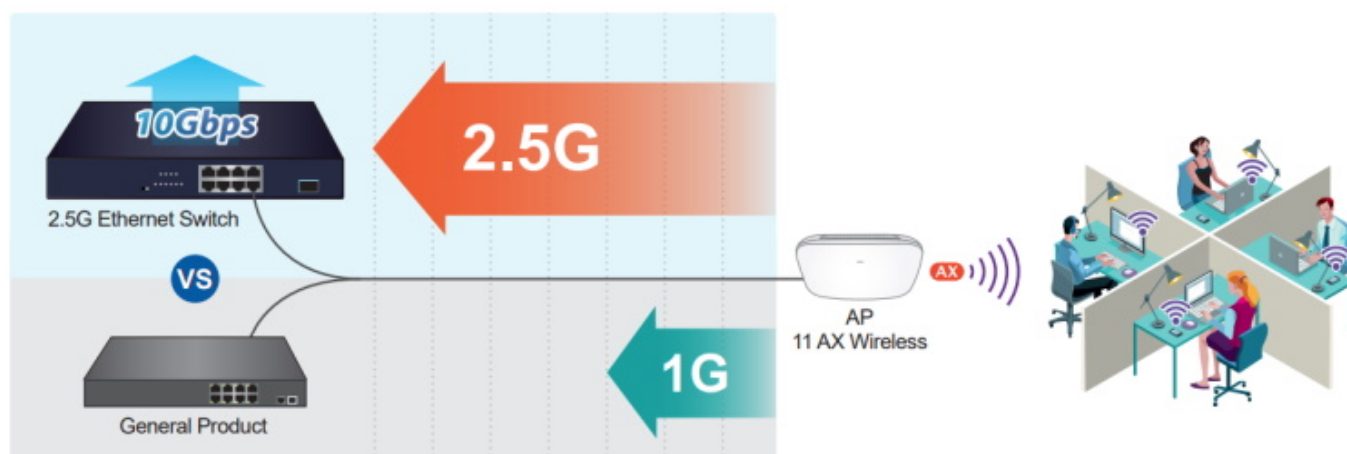 10Gbps
2.5G
2.5G Ethernet Switch
VS
AX
AP
11 AX Wireless
1G
General Product